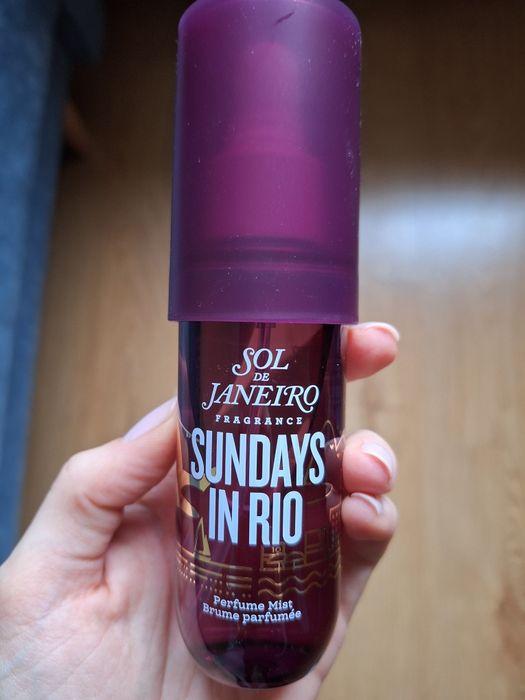 SOL
DE
JANEIRO
FRAGRANCE
SUNDAYS
IN RIO
Perfume Mist
Brume parfumée